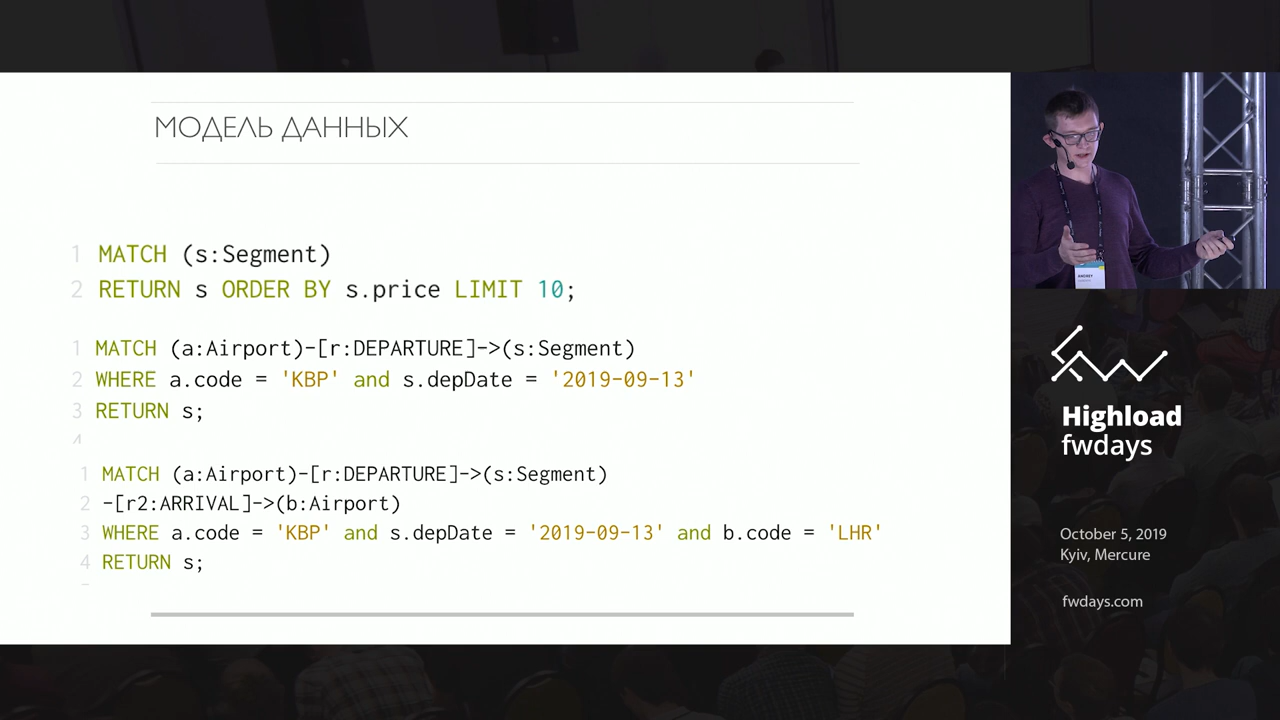 МОДЕЛЬ ДАННЫХ
1 MATCH (s:Segment)
2 RETURN s ORDER BY s.price LIMIT 10;
1 MATCH (a:Airport)-[r:DEPARTURE]->(s:Segment)
2 WHERE a.code = 'KBP' and s.depDate = '2019-09-13'
3 RETURN s;
4
1 MATCH (a:Airport)-[r:DEPARTURE]->(s:Segment)
2 -[r2:ARRIVAL]->(b:Airport)
3 WHERE a.code = 'KBP' and s.depDate = '2019-09-13' and b.code = 'LHR'
4 RETURN s;
Highload
fwdays
October 5, 2019
Kyiv, Mercure
fwdays.com